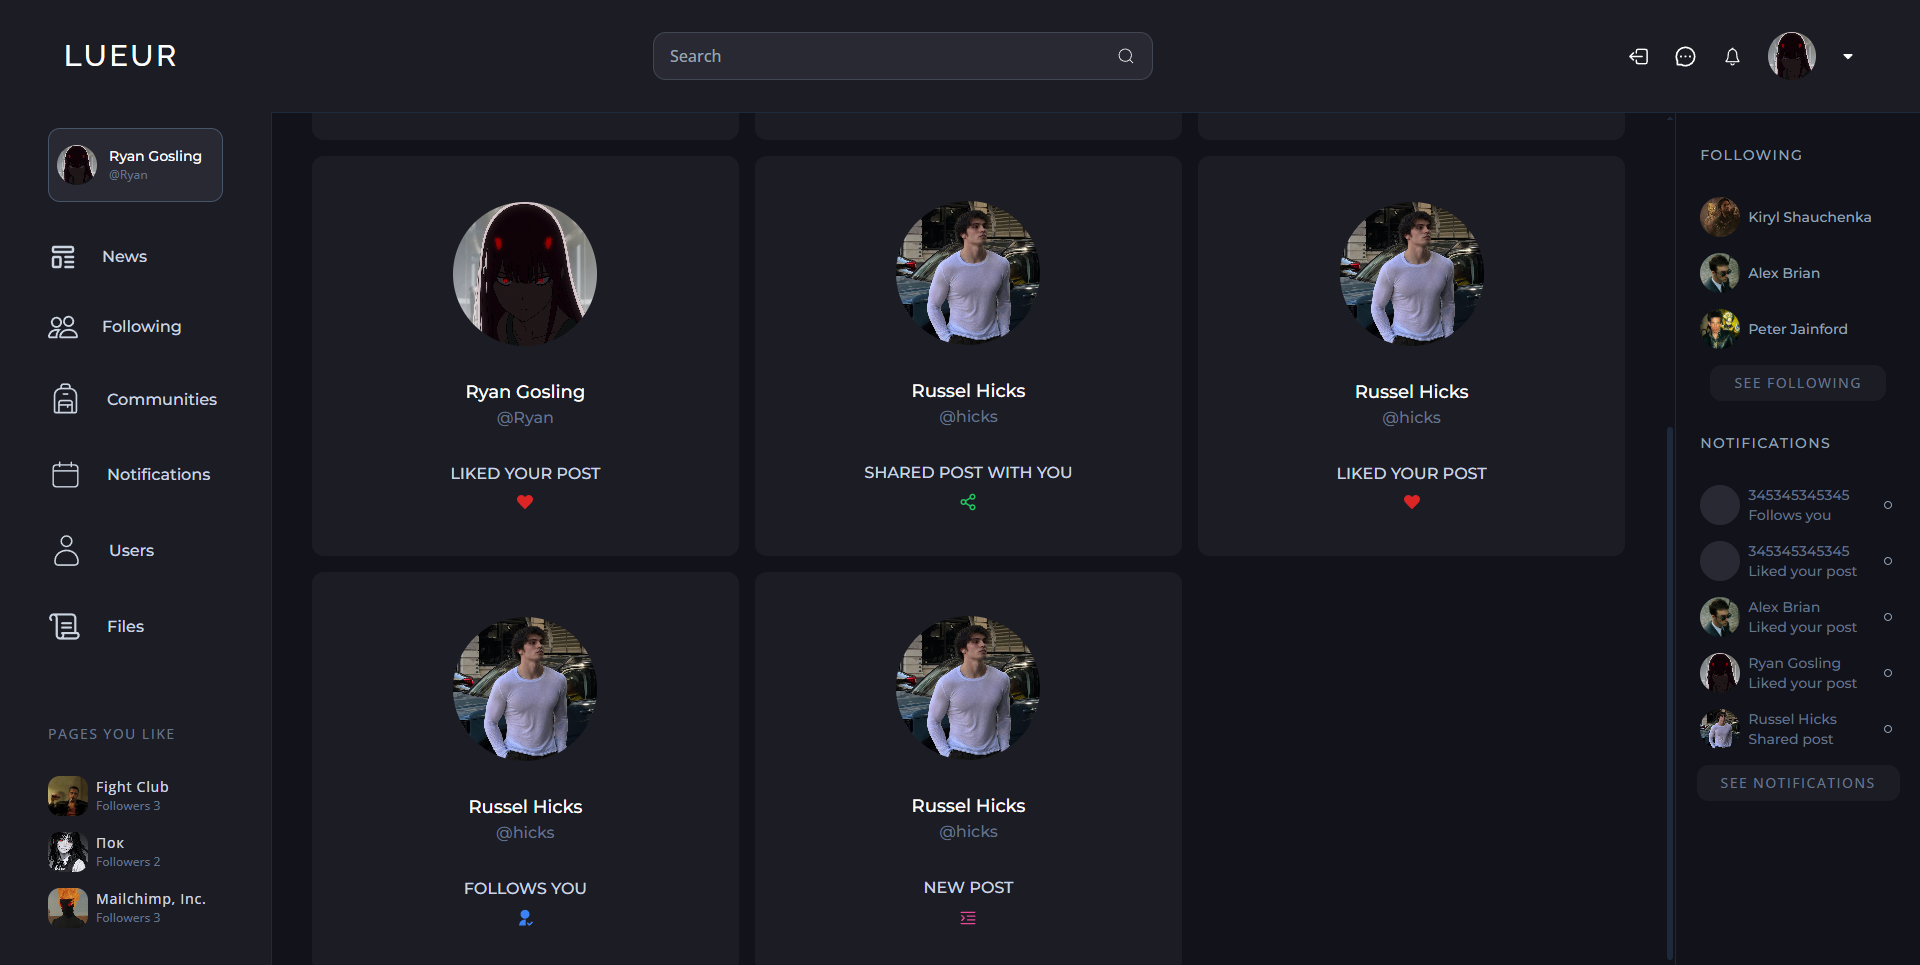 LUEUR
Search
Ryan Gosling
@Ryan
News
Following
Communities
Notifications
Users
Files
PAGES YOU LIKE
Fight Club
Followers 3
Пок
Followers 2
Mailchimp, Inc.
Followers 3
Ryan Gosling
@Ryan
LIKED YOUR POST
Russel Hicks
@hicks
SHARED POST WITH YOU
Russel Hicks
@hicks
LIKED YOUR POST
Russel Hicks
@hicks
FOLLOWS YOU
Russel Hicks
@hicks
NEW POST
FOLLOWING
Kiryl Shauchenka
Alex Brian
Peter Jainford
SEE FOLLOWING
NOTIFICATIONS
345345345345
Follows you
345345345345
Liked your post
Alex Brian
Liked your post
Ryan Gosling
Liked your post
Russel Hicks
Shared post
SEE NOTIFICATIONS